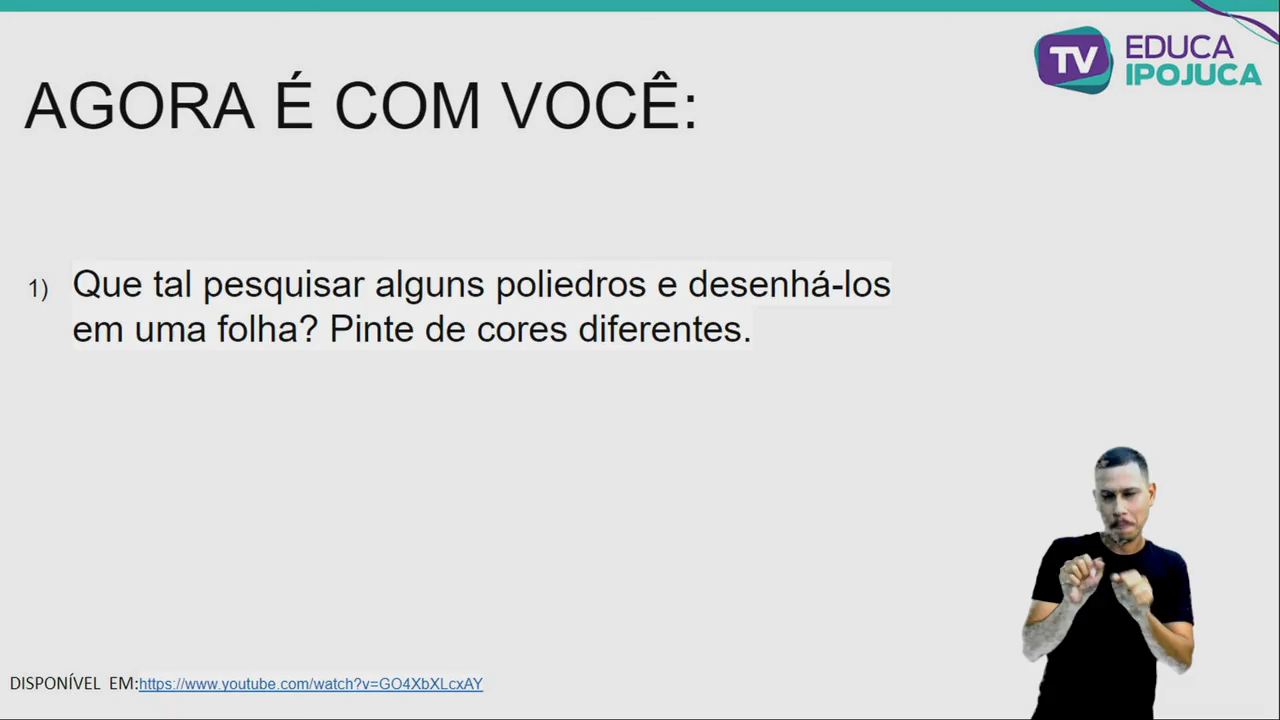 TV EDUCA
IPOJUCA
AGORA É COM VOCÊ:
1) Que tal pesquisar alguns poliedros e desenhá-los
em uma folha? Pinte de cores diferentes.
DISPONÍVEL EM:https://www.youtube.com/watch?v=GO4XbXLcxAY